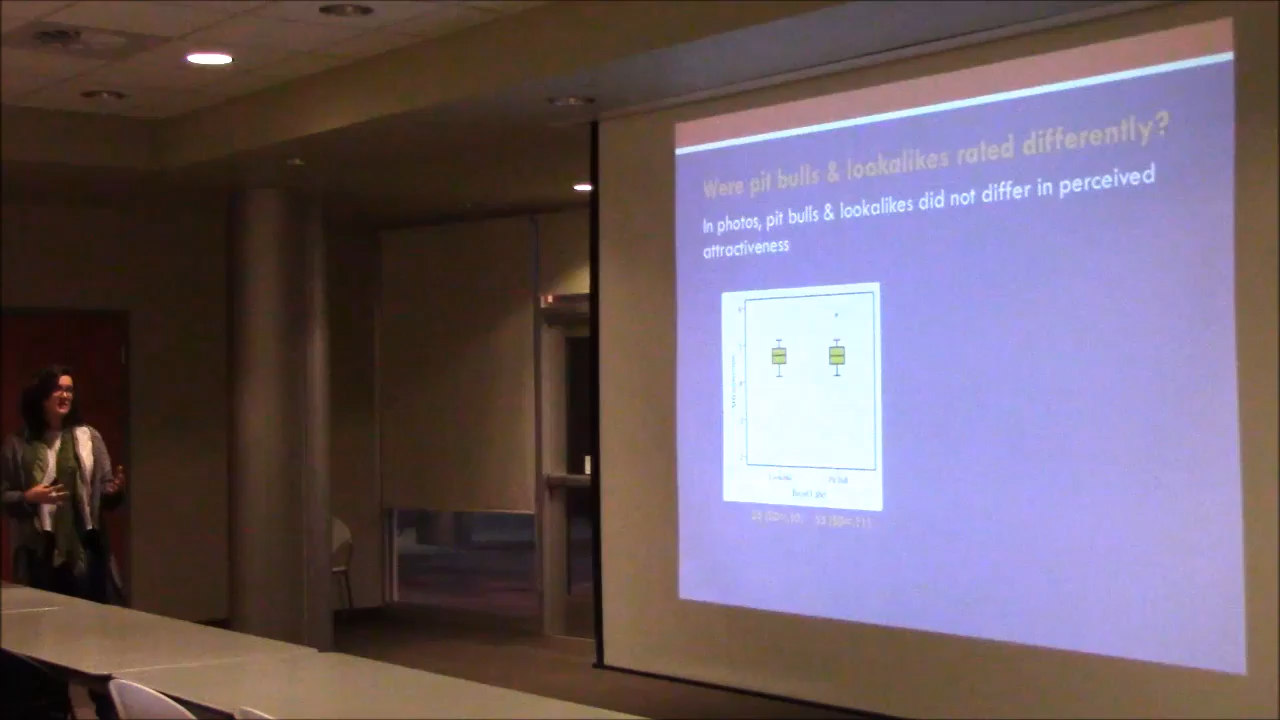 Were pit bulls & lookalikes rated differently?
In photos, pit bulls & lookalikes did not differ in perceived
attractiveness